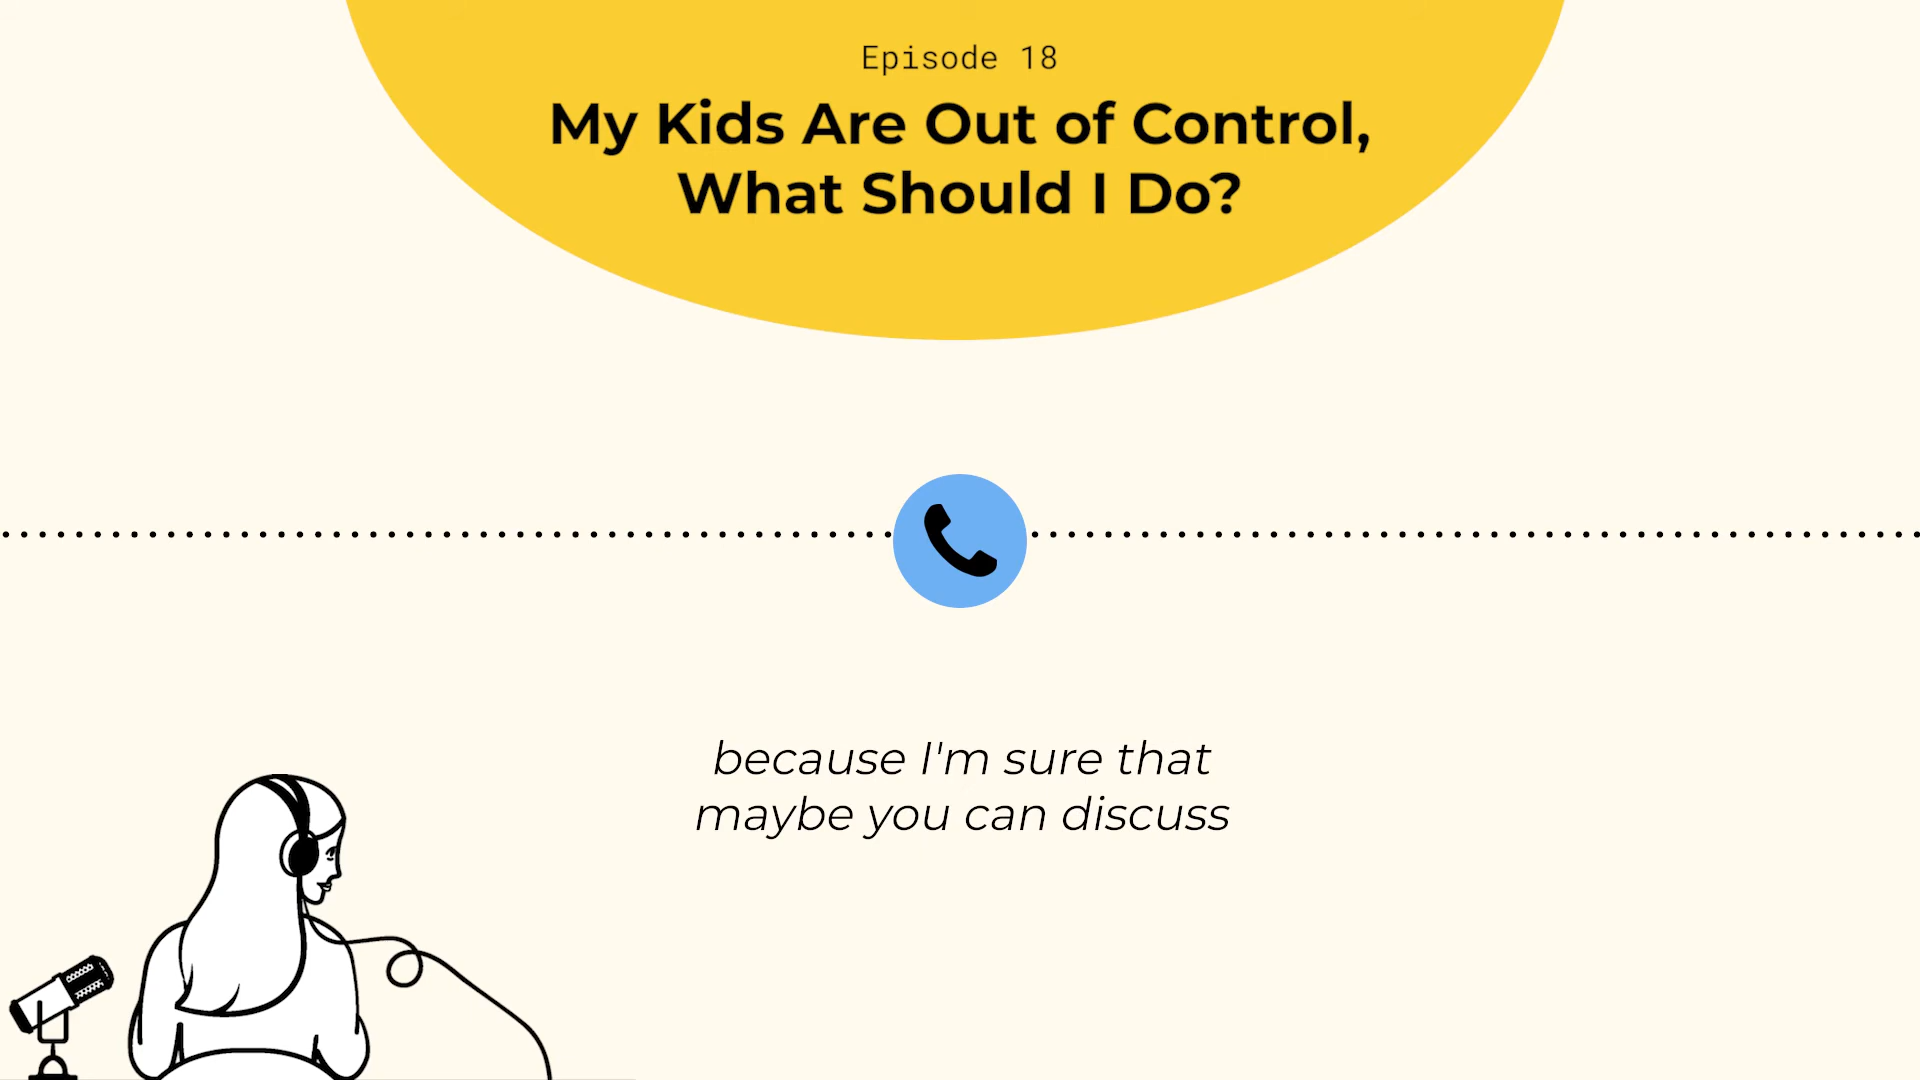 Episode 18
My Kids Are Out of Control,
What Should I Do?
because I'm sure that
maybe you can discuss